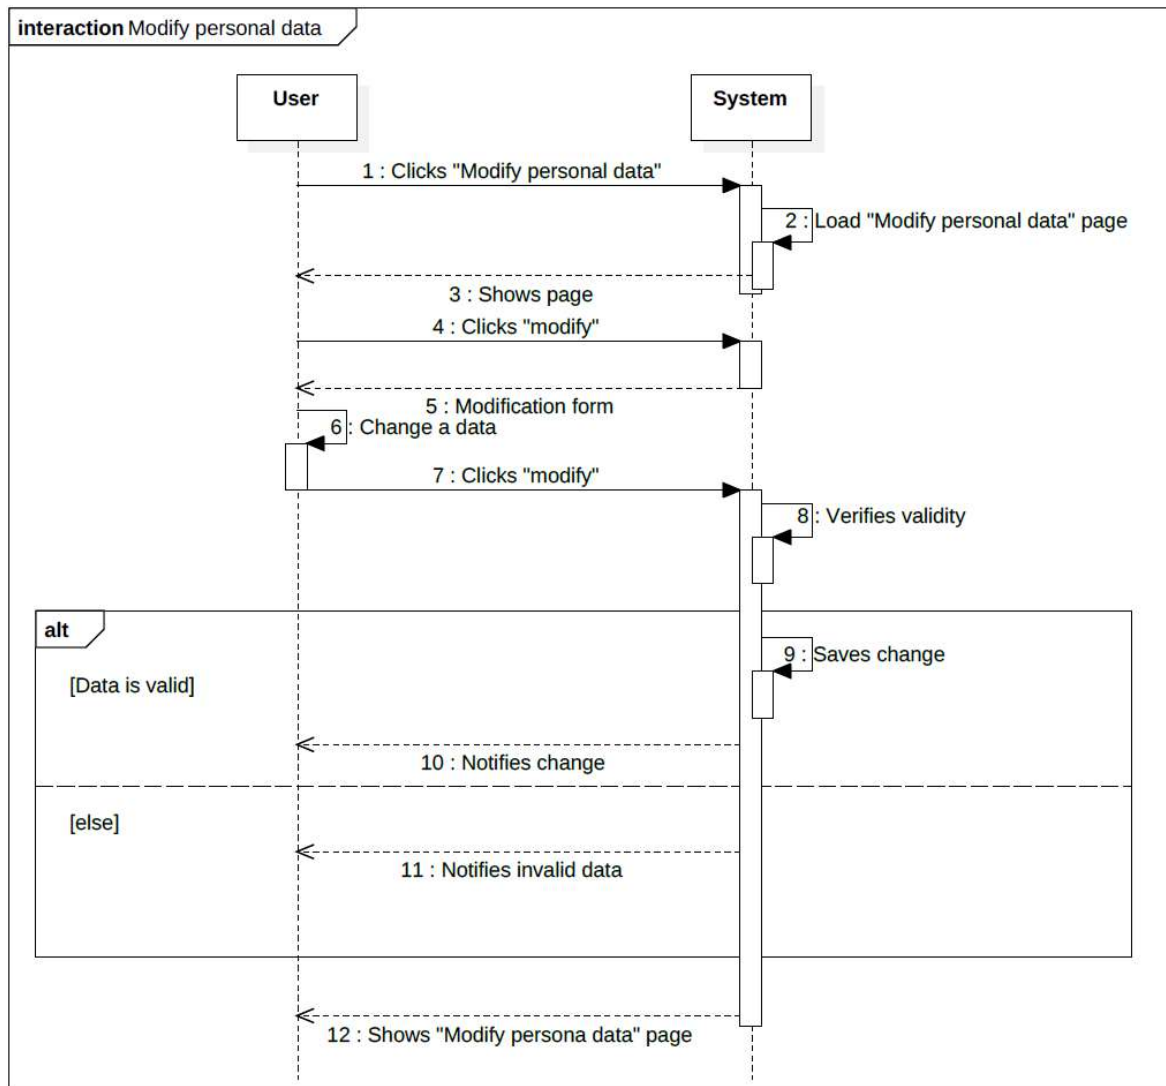 interaction Modify personal data
User
System
1 : Clicks "Modify personal data"
2 : Load "Modify personal data" page
3 : Shows page
4 : Clicks "modify"
5 : Modification form
6 : Change a data
7 : Clicks "modify"
8 : Verifies validity
alt
9 : Saves change
[Data is valid]
10 : Notifies change
[else]
11 : Notifies invalid data
12 : Shows "Modify persona data" page